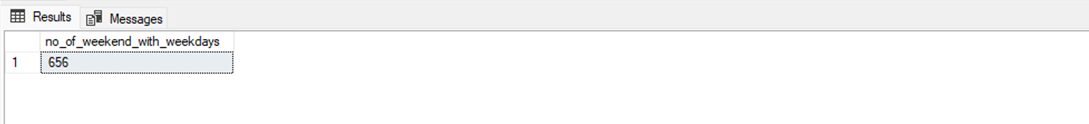 Results Messages
no_of_weekend_with_weekdays
1 656